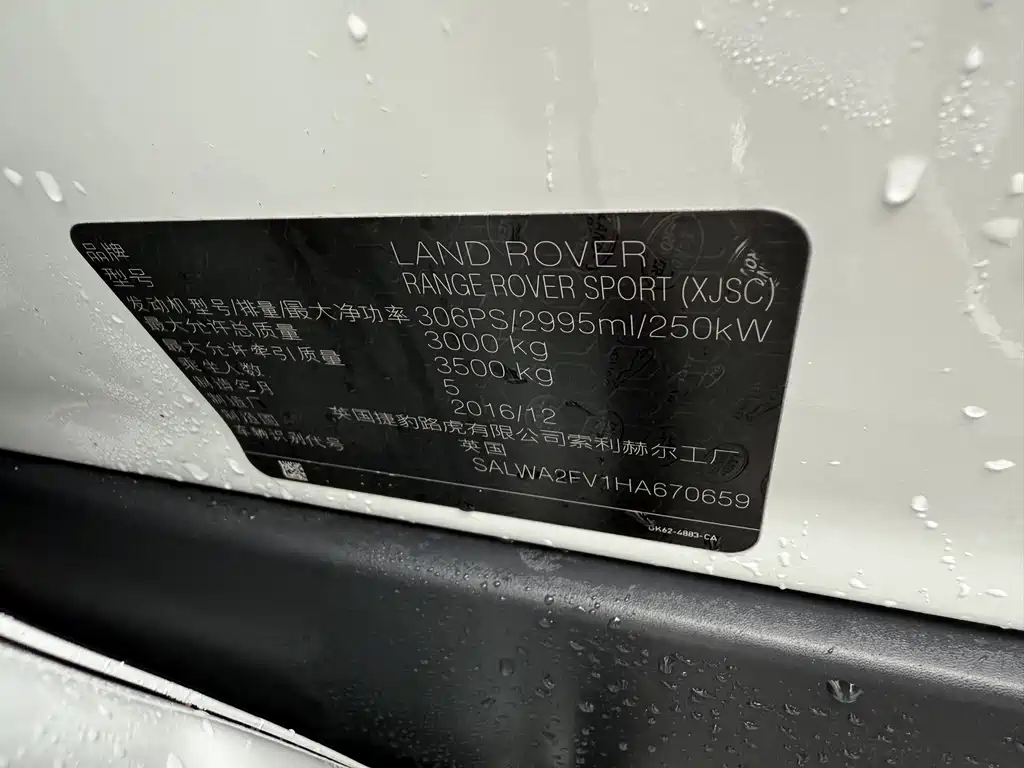 品牌 LAND ROVER
型号 RANGE ROVER SPORT (XJSC)
发动机型号/排量/最大净功率 306PS/2995ml/250kW
最大允许总质量 3000 kg
最大允许牵引质量 3500 kg
乘坐人数 5
制造年月 2016/12
制造厂 英国捷豹路虎有限公司索利赫尔工厂
制造国 英国
车辆识别代号 SALWA2FV1HA670659
GK62-4883-CA